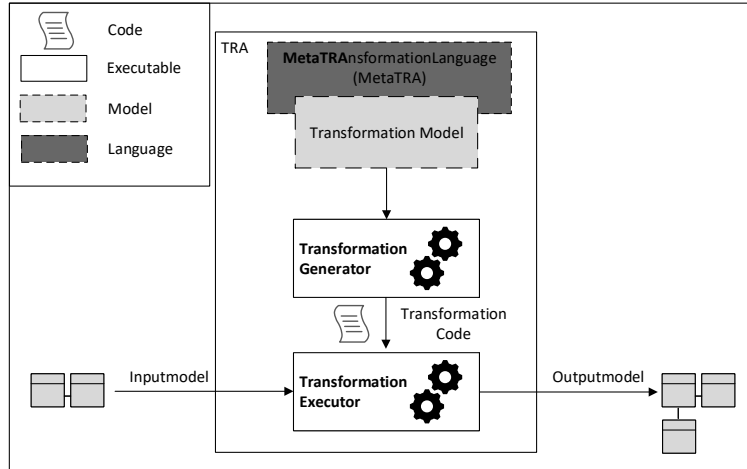 Code
Executable
Model
Language
TRA
MetaTRAnsformationLanguage
(MetaTRA)
Transformation Model
Transformation
Generator
Transformation
Code
Inputmodel
Transformation
Executor
Outputmodel